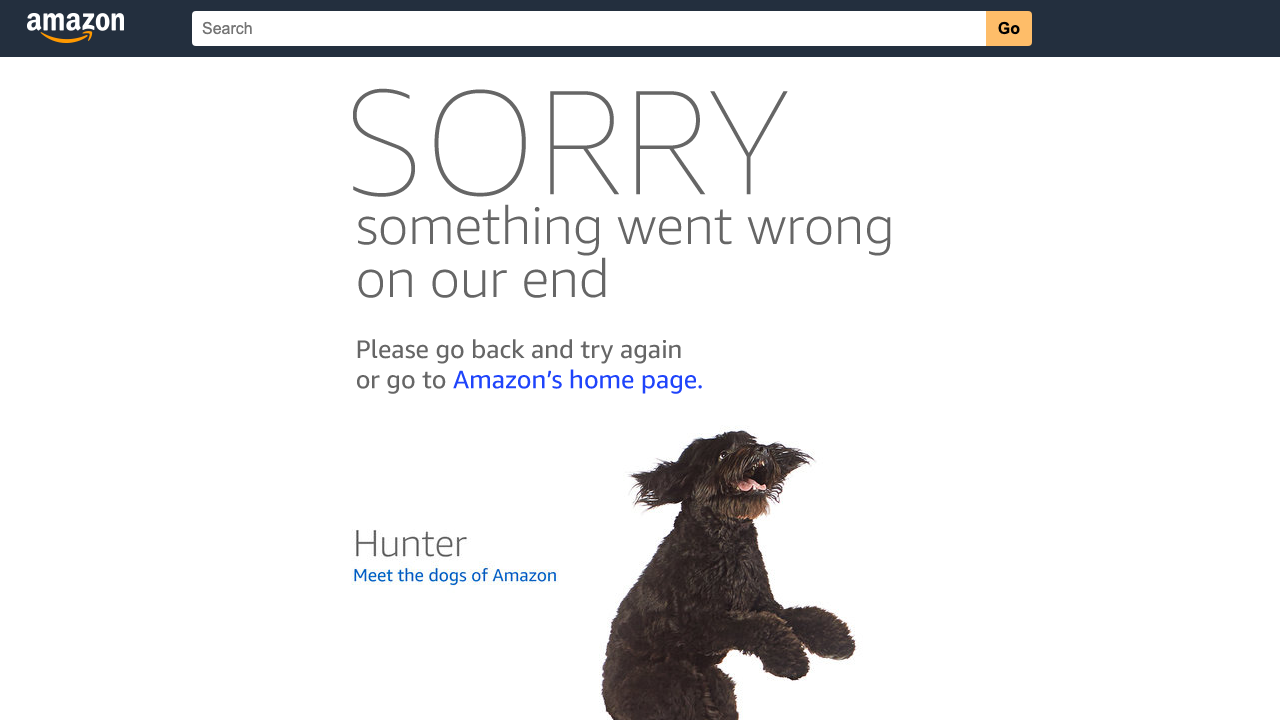 amazon
Search
Go
SORRY
something went wrong
on our end
Please go back and try again
or go to Amazon's home page.
Hunter
Meet the dogs of Amazon